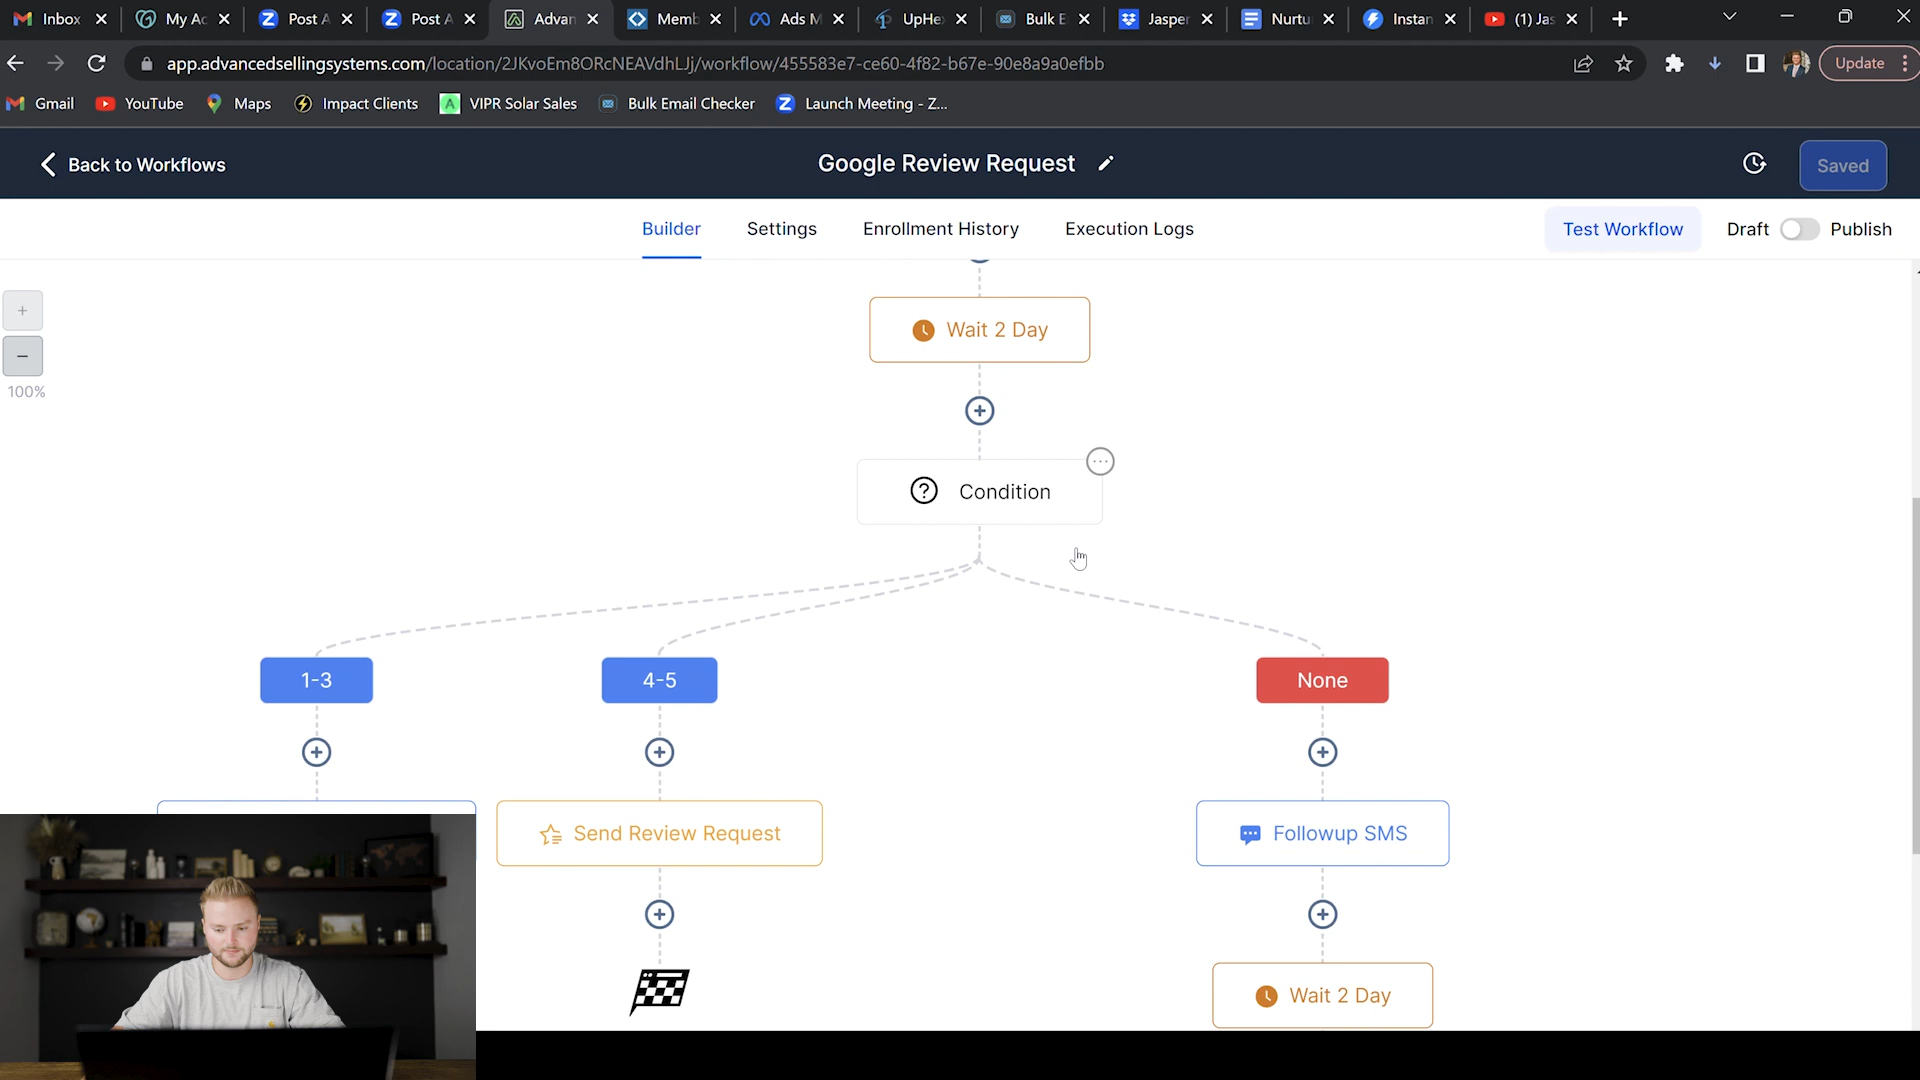 Inbox
My Ac
Post A
Post A
Advan
Memb
Ads M
UpHe
Bulk E
Jasper
Nurtu
Instan
(1) Jas
app.advancedsellingsystems.com/location/2JKvoEm8ORcNEAVdhLJj/workflow/455583e7-ce60-4f82-b67e-90e8a9a0efbb
Update
Gmail
YouTube
Maps
Impact Clients
VIPR Solar Sales
Bulk Email Checker
Launch Meeting - Z...
Back to Workflows
Google Review Request
Saved
Builder
Settings
Enrollment History
Execution Logs
Test Workflow
Draft
Publish
100%
Wait 2 Day
Condition
1-3
4-5
None
Send Review Request
Followup SMS
Wait 2 Day